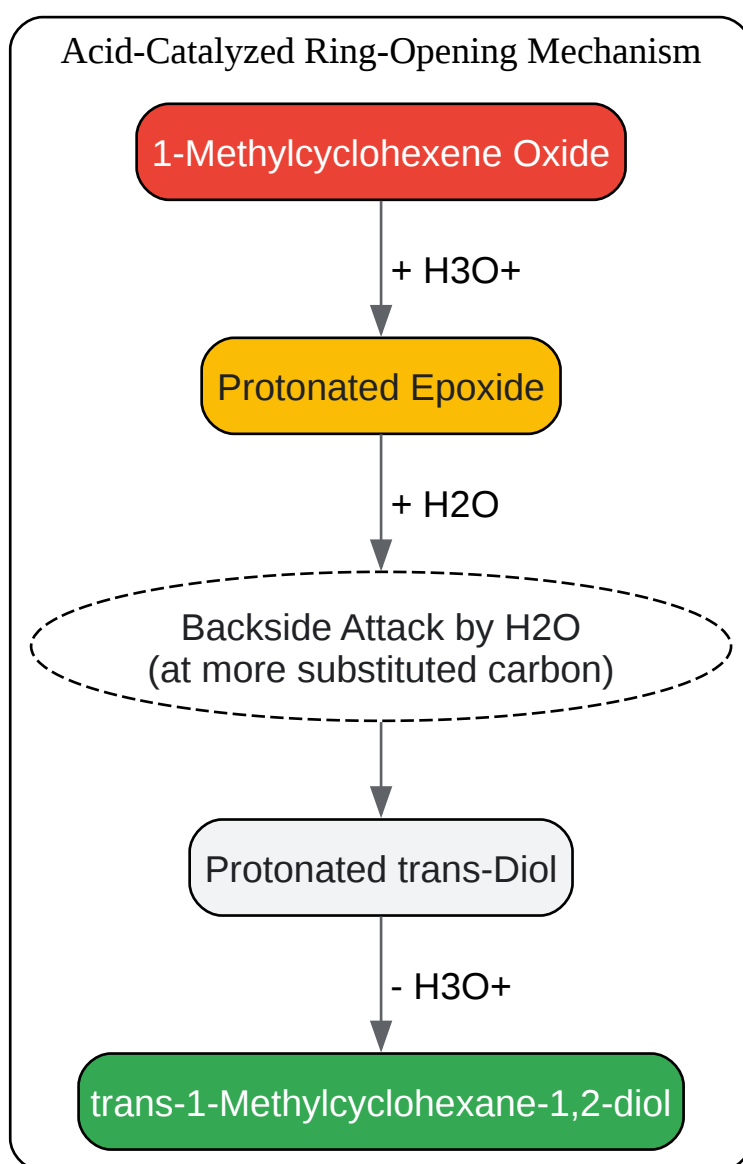 Acid-Catalyzed Ring-Opening Mechanism
1-Methylcyclohexene Oxide
+ H3O+
Protonated Epoxide
+ H2O
Backside Attack by H2O
(at more substituted carbon)
Protonated trans-Diol
- H3O+
trans-1-Methylcyclohexane-1,2-diol